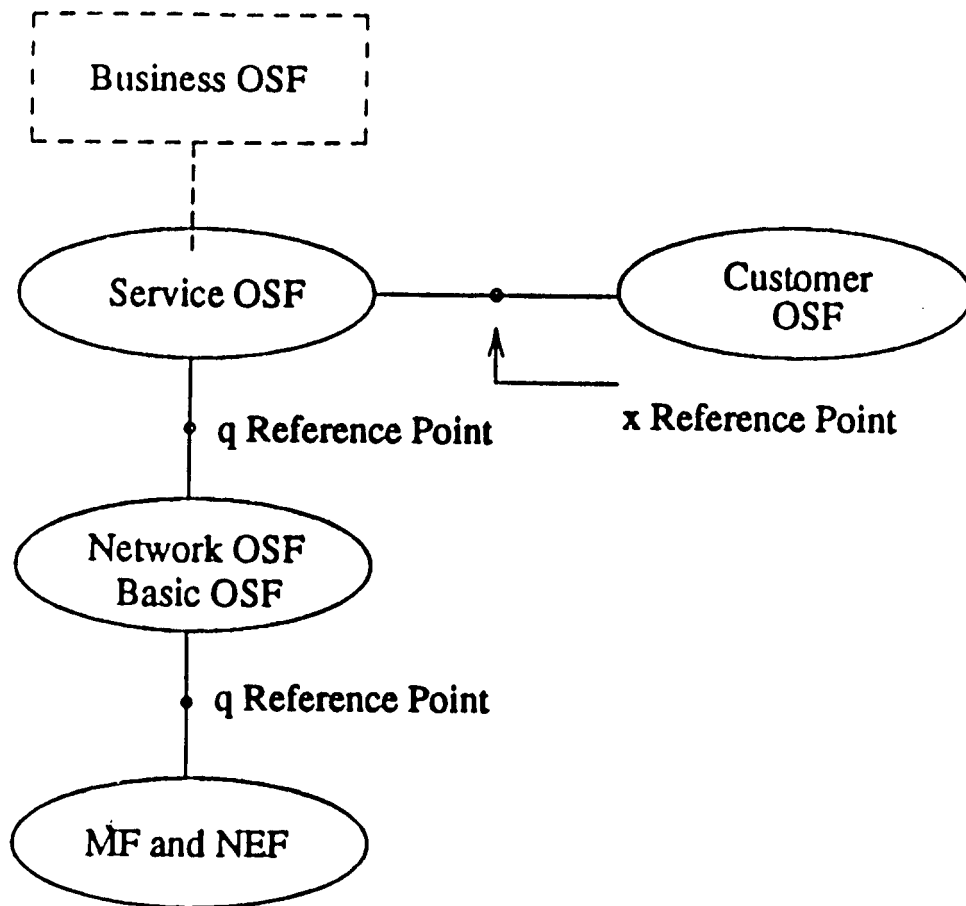 Business OSF
Service OSF
Customer
OSF
q Reference Point
x Reference Point
Network OSF
Basic OSF
q Reference Point
MF and NEF